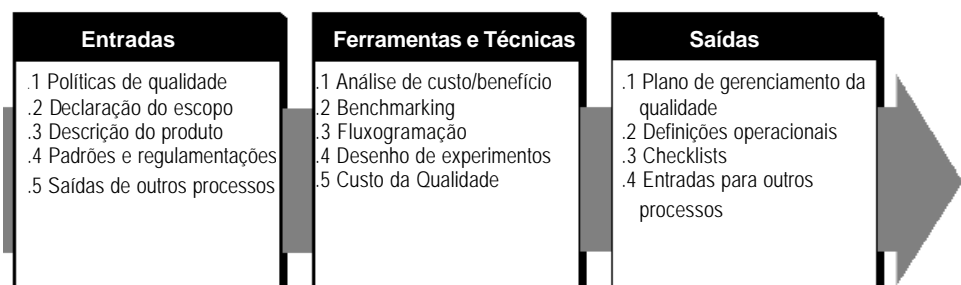 Entradas
.1 Políticas de qualidade
.2 Declaração do escopo
.3 Descrição do produto
.4 Padrões e regulamentações
.5 Saídas de outros processos
Ferramentas e Técnicas
.1 Análise de custo/benefício
.2 Benchmarking
.3 Fluxogramação
.4 Desenho de experimentos
.5 Custo da Qualidade
Saídas
.1 Plano de gerenciamento da
qualidade
.2 Definições operacionais
.3 Checklists
.4 Entradas para outros
processos